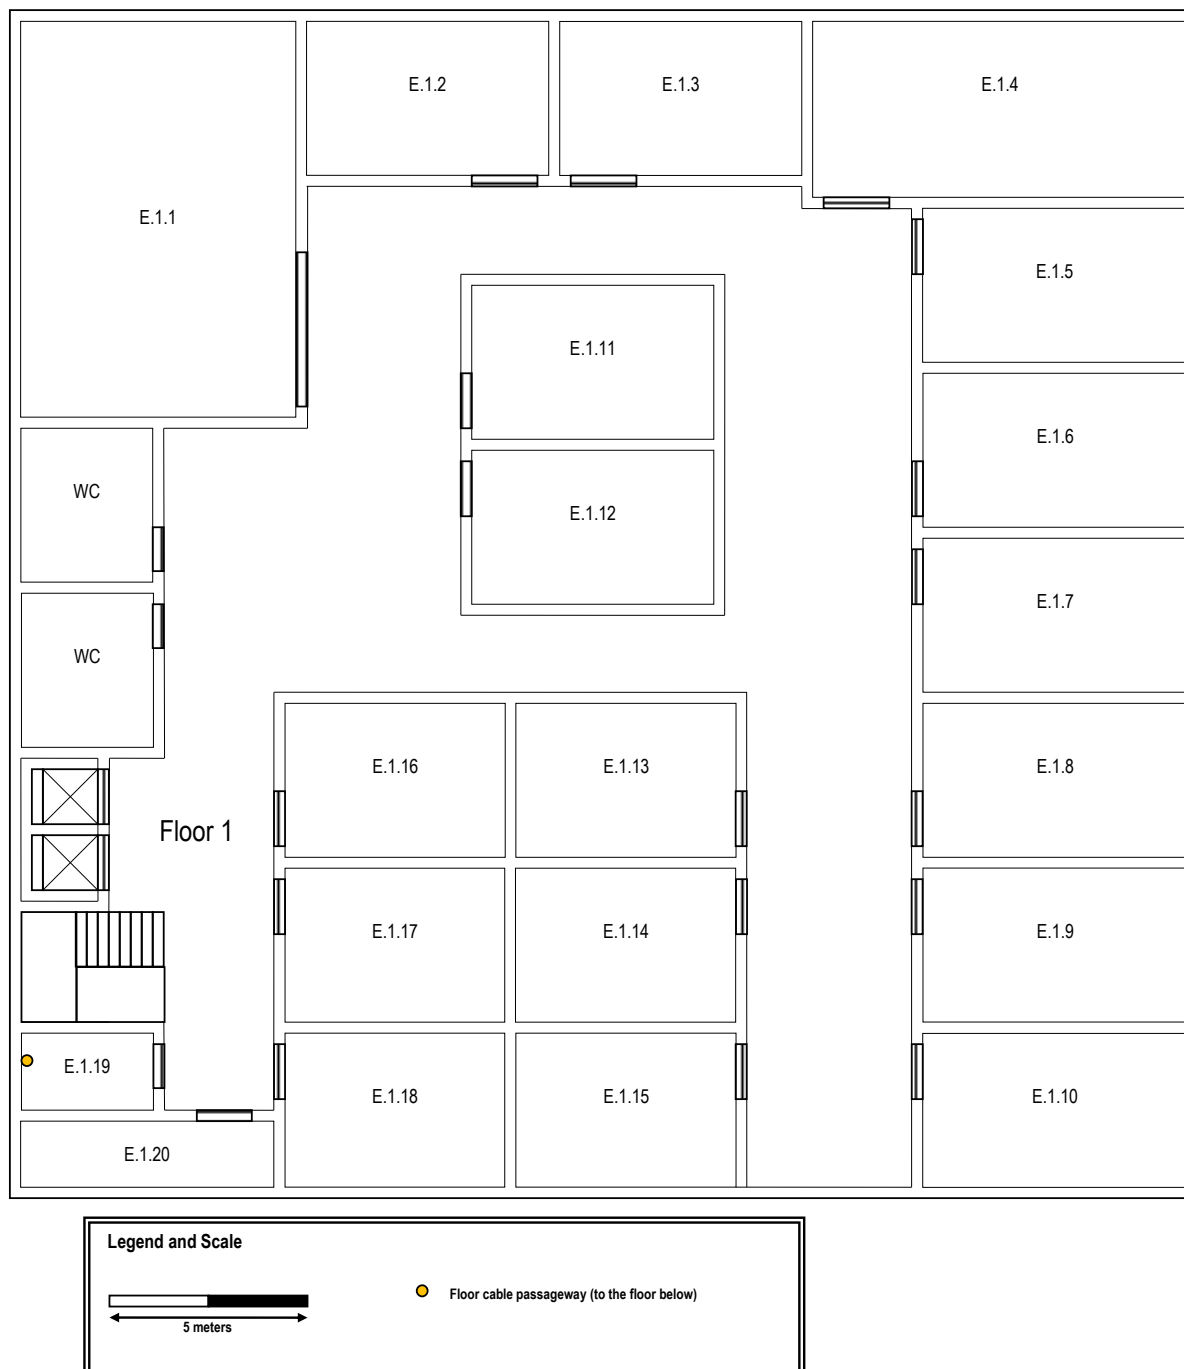 E.1.2
E.1.3
E.1.4
E.1.1
E.1.5
E.1.11
E.1.6
WC
E.1.12
E.1.7
WC
E.1.16
E.1.13
E.1.8
Floor 1
E.1.17
E.1.14
E.1.9
E.1.19
E.1.18
E.1.15
E.1.10
E.1.20
Legend and Scale
Floor cable passageway (to the floor below)
5 meters